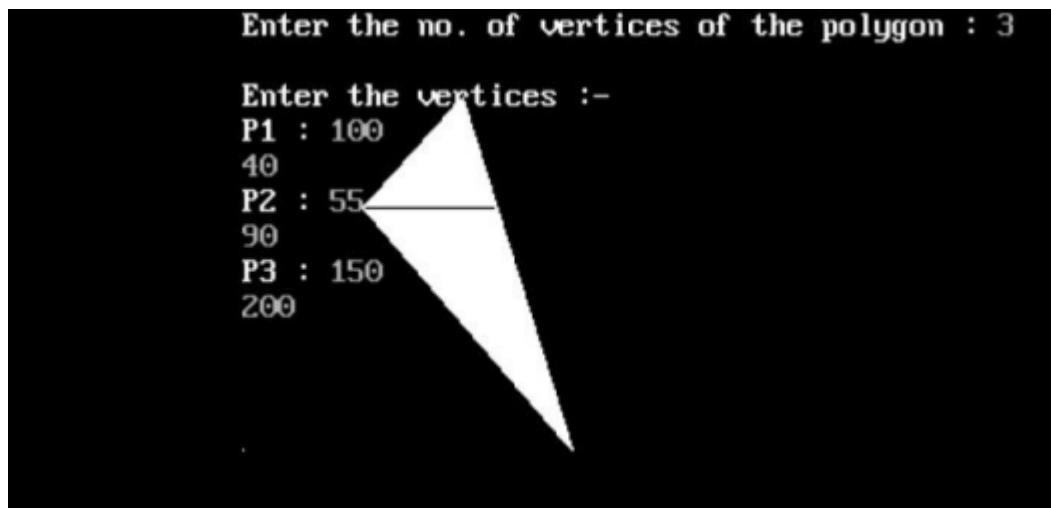 Enter the no. of vertices of the polygon : 3
Enter the vertices :-
P1 : 100
40
P2 : 55
90
P3 : 150
200